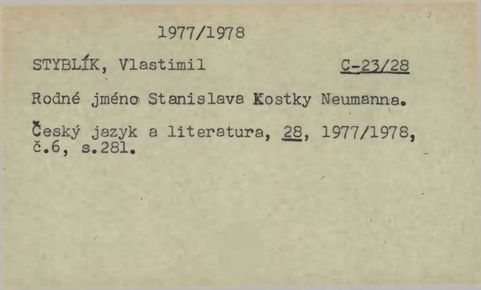 1977/1978
STYBLÍK, Vlastimil C-23/28
Rodné jméno Stanislava Kostky Neumanna.
Český jazyk a literatura, 28, 1977/1978,
č.6, s.281.